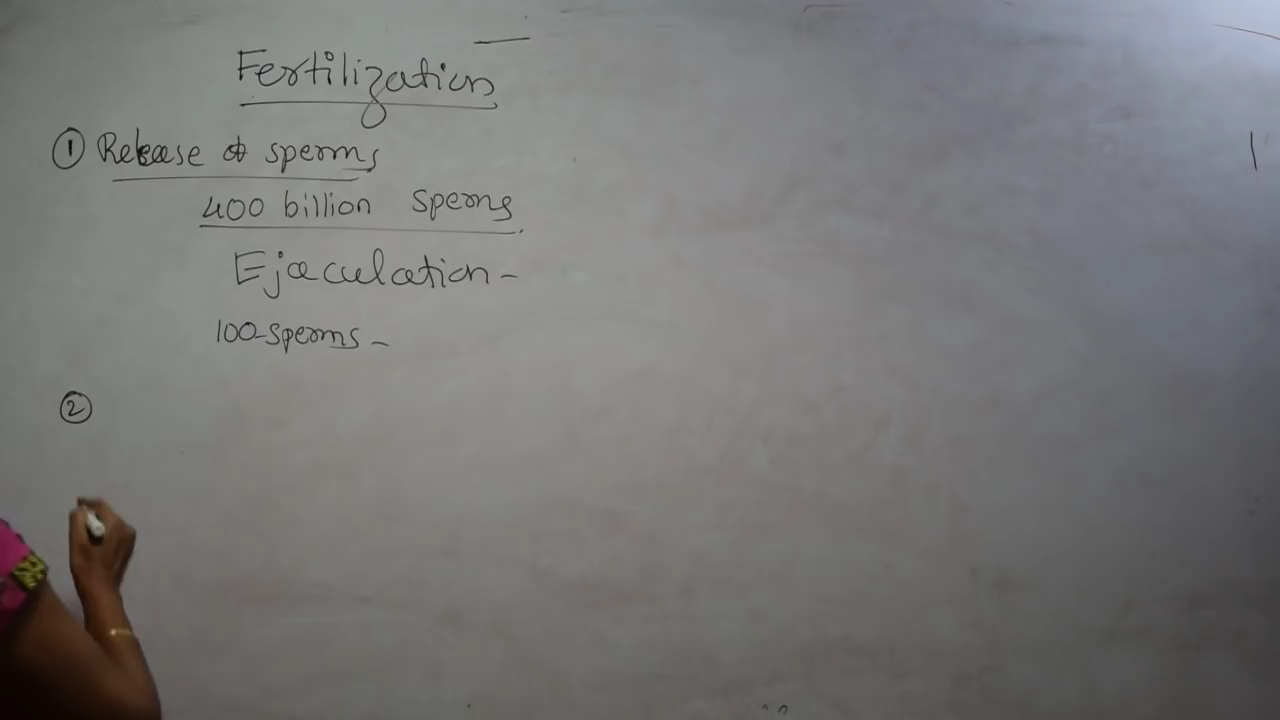 Fertilization
① Release of sperms
400 billion sperms
Ejaculation -
100-sperms -
②